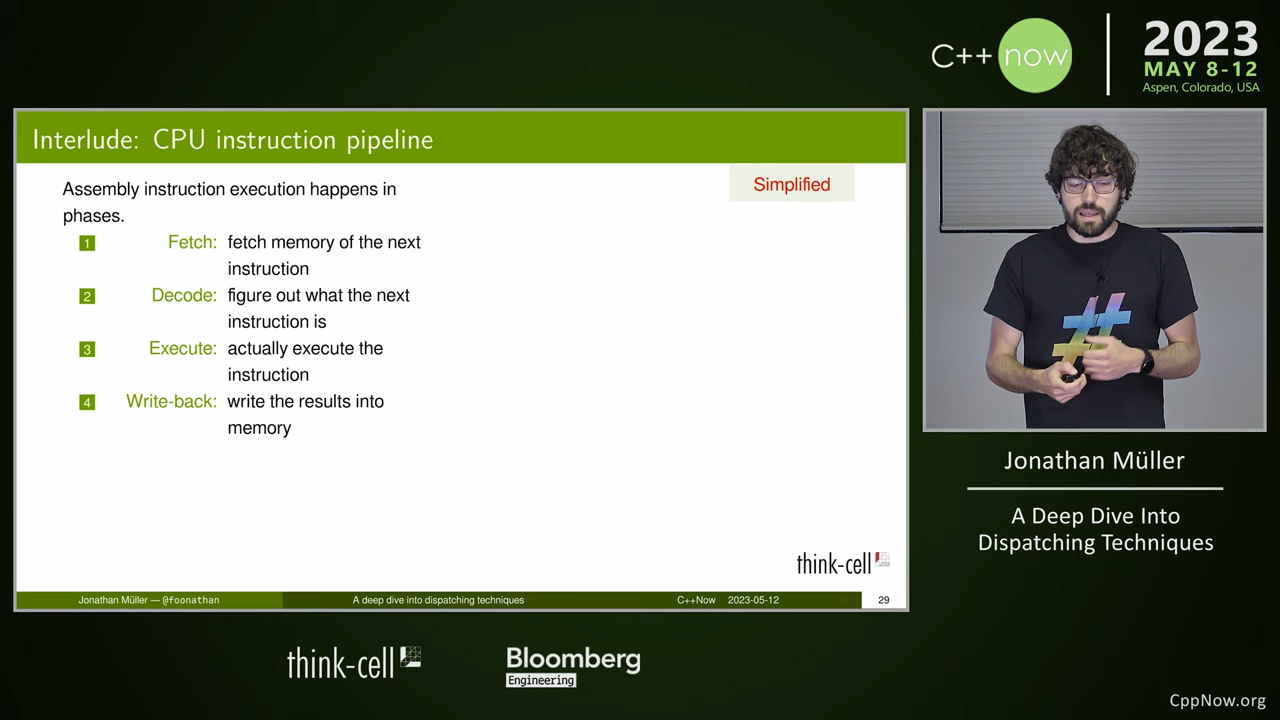 C++ now
2023
MAY 8-12
Aspen, Colorado, USA
Interlude: CPU instruction pipeline
Simplified
Assembly instruction execution happens in
phases.
1 Fetch: fetch memory of the next
instruction
2 Decode: figure out what the next
instruction is
3 Execute: actually execute the
instruction
4 Write-back: write the results into
memory
think-cell
Jonathan Müller — @foonathan A deep dive into dispatching techniques C++Now 2023-05-12 29
#
Jonathan Müller
A Deep Dive Into
Dispatching Techniques
think-cell
Bloomberg
Engineering
CppNow.org